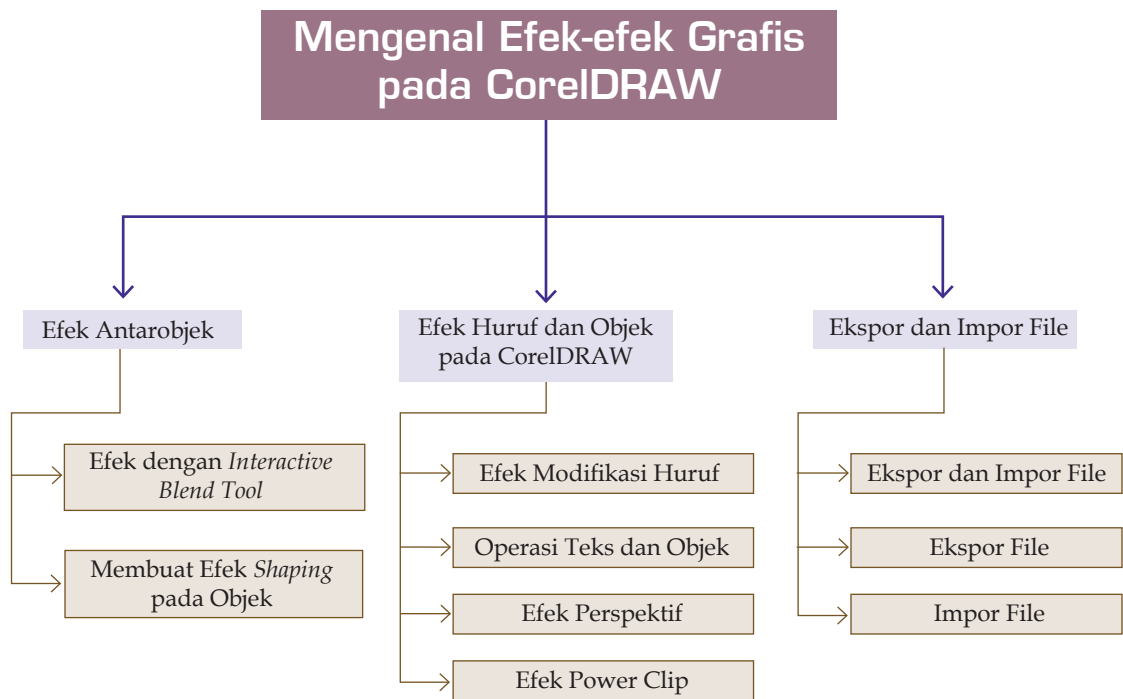 Mengenal Efek-efek Grafis
pada CorelDRAW
Efek Antarobjek
Efek dengan Interactive
Blend Tool
Membuat Efek Shaping
pada Objek
Efek Huruf dan Objek
pada CorelDRAW
Efek Modifikasi Huruf
Operasi Teks dan Objek
Efek Perspektif
Efek Power Clip
Ekspor dan Impor File
Ekspor dan Impor File
Ekspor File
Impor File